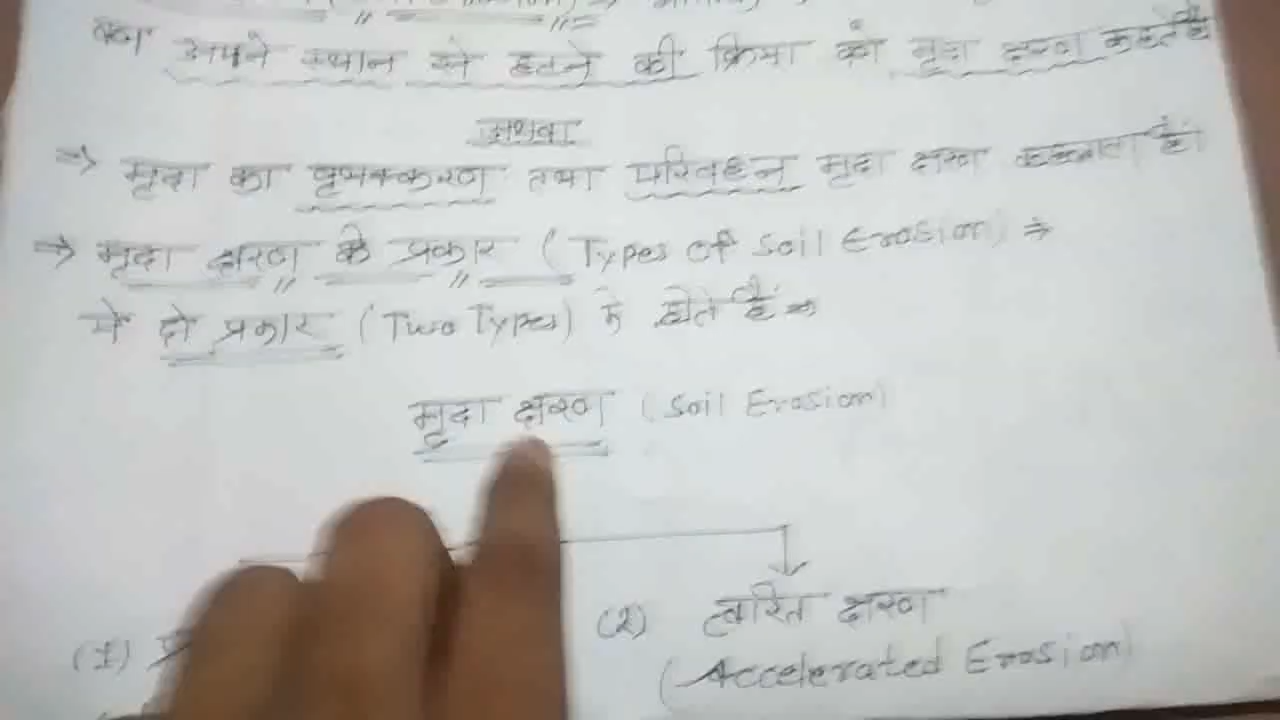 का अपने स्थान से हटने की क्रिया को मृदा क्षरण कहते हैं
अथवा
→ मृदा का पृथक्करण तथा परिवहन मृदा क्षरण कहलाता है।
→ मृदा क्षरण के प्रकार (Types of Soil Erosion) ⇒
ये दो प्रकार (Two Types) के होते हैं
मृदा क्षरण (Soil Erosion)
(1)
(2) त्वरित क्षरण
(Accelerated Erosion)